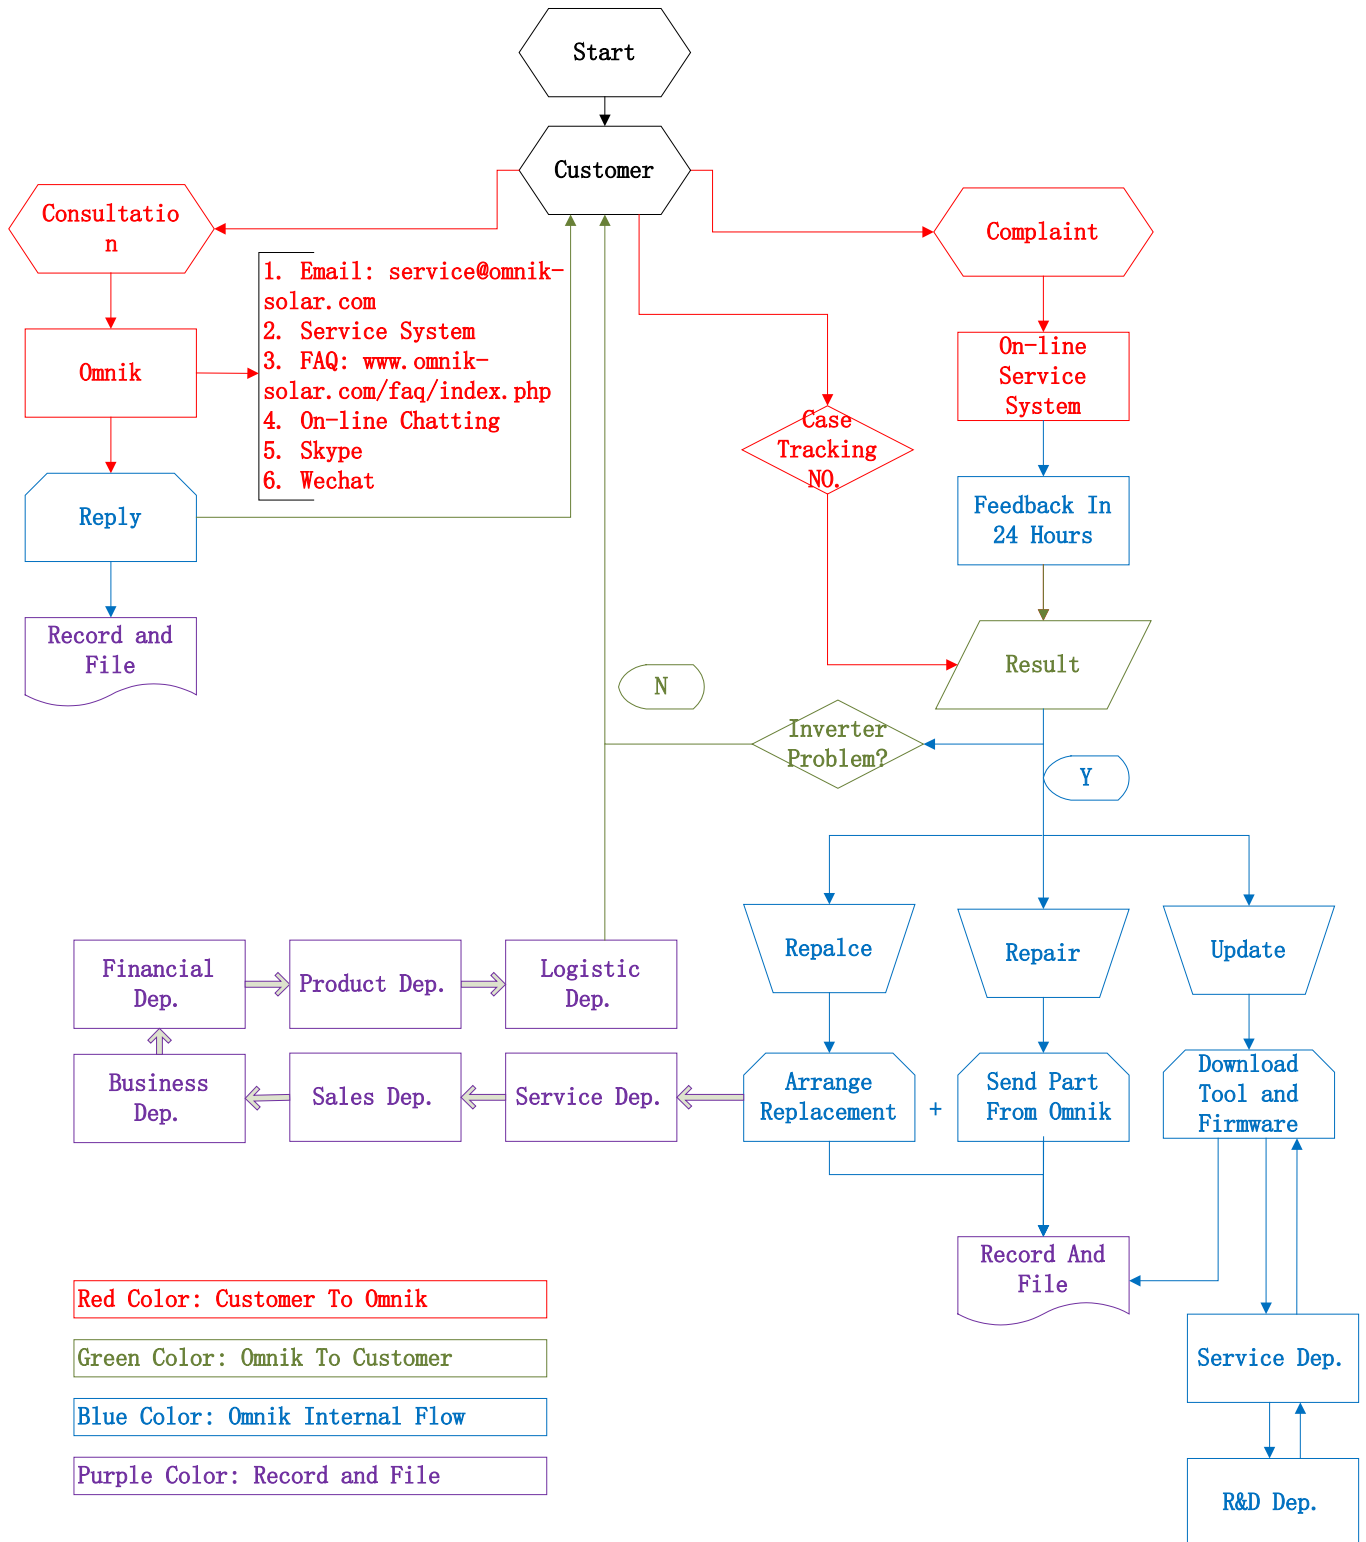 Start
Customer
Consultatio
n
Complaint
1. Email: service@omnik-
solar.com
2. Service System
3. FAQ: www.omnik-
solar.com/faq/index.php
4. On-line Chatting
5. Skype
6. Wechat
Omnik
On-line
Service
System
Case
Tracking
NO.
Reply
Feedback In
24 Hours
Record and
File
Result
N
Inverter
Problem?
Y
Repalce
Repair
Update
Financial
Dep.
Product Dep.
Logistic
Dep.
Business
Dep.
Sales Dep.
Service Dep.
Arrange
Replacement
+
Send Part
From Omnik
Download
Tool and
Firmware
Record And
File
Red Color: Customer To Omnik
Green Color: Omnik To Customer
Blue Color: Omnik Internal Flow
Purple Color: Record and File
Service Dep.
R&D Dep.